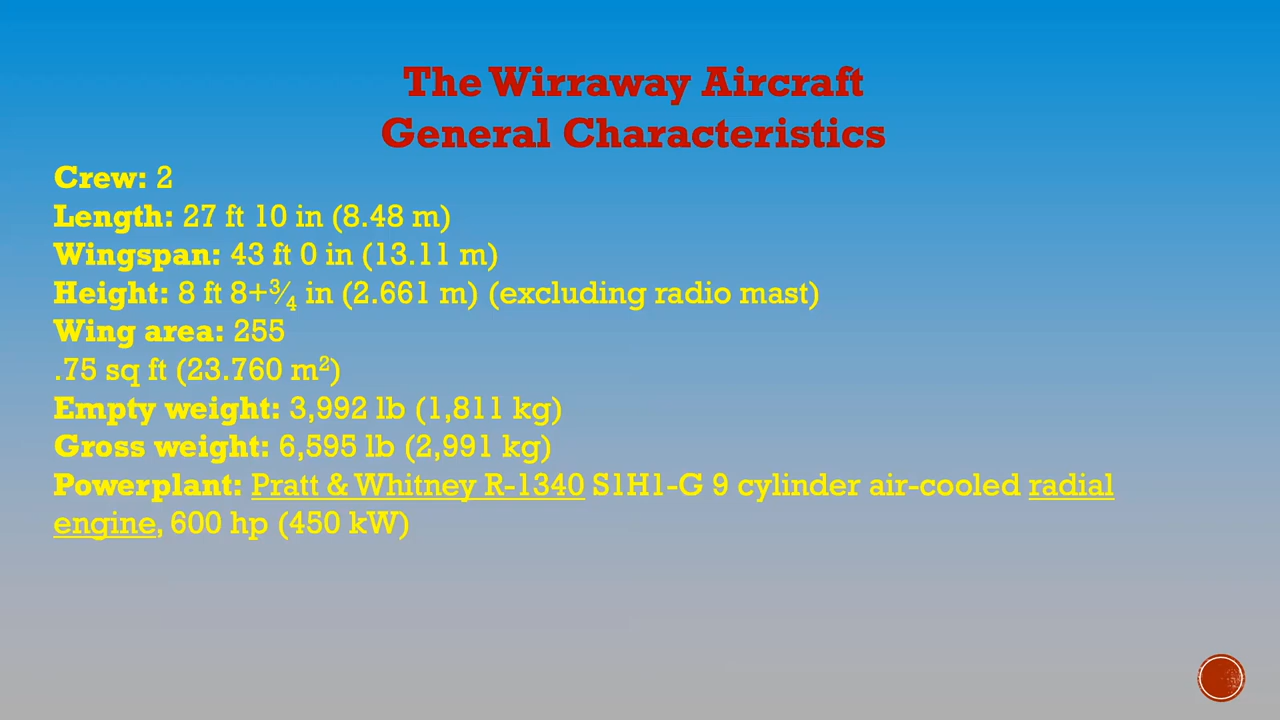 The Wirraway Aircraft
General Characteristics
Crew: 2
Length: 27 ft 10 in (8.48 m)
Wingspan: 43 ft 0 in (13.11 m)
Height: 8 ft 8+3⁄4 in (2.661 m) (excluding radio mast)
Wing area: 255
.75 sq ft (23.760 m²)
Empty weight: 3,992 lb (1,811 kg)
Gross weight: 6,595 lb (2,991 kg)
Powerplant: Pratt & Whitney R-1340 S1H1-G 9 cylinder air-cooled radial
engine, 600 hp (450 kW)